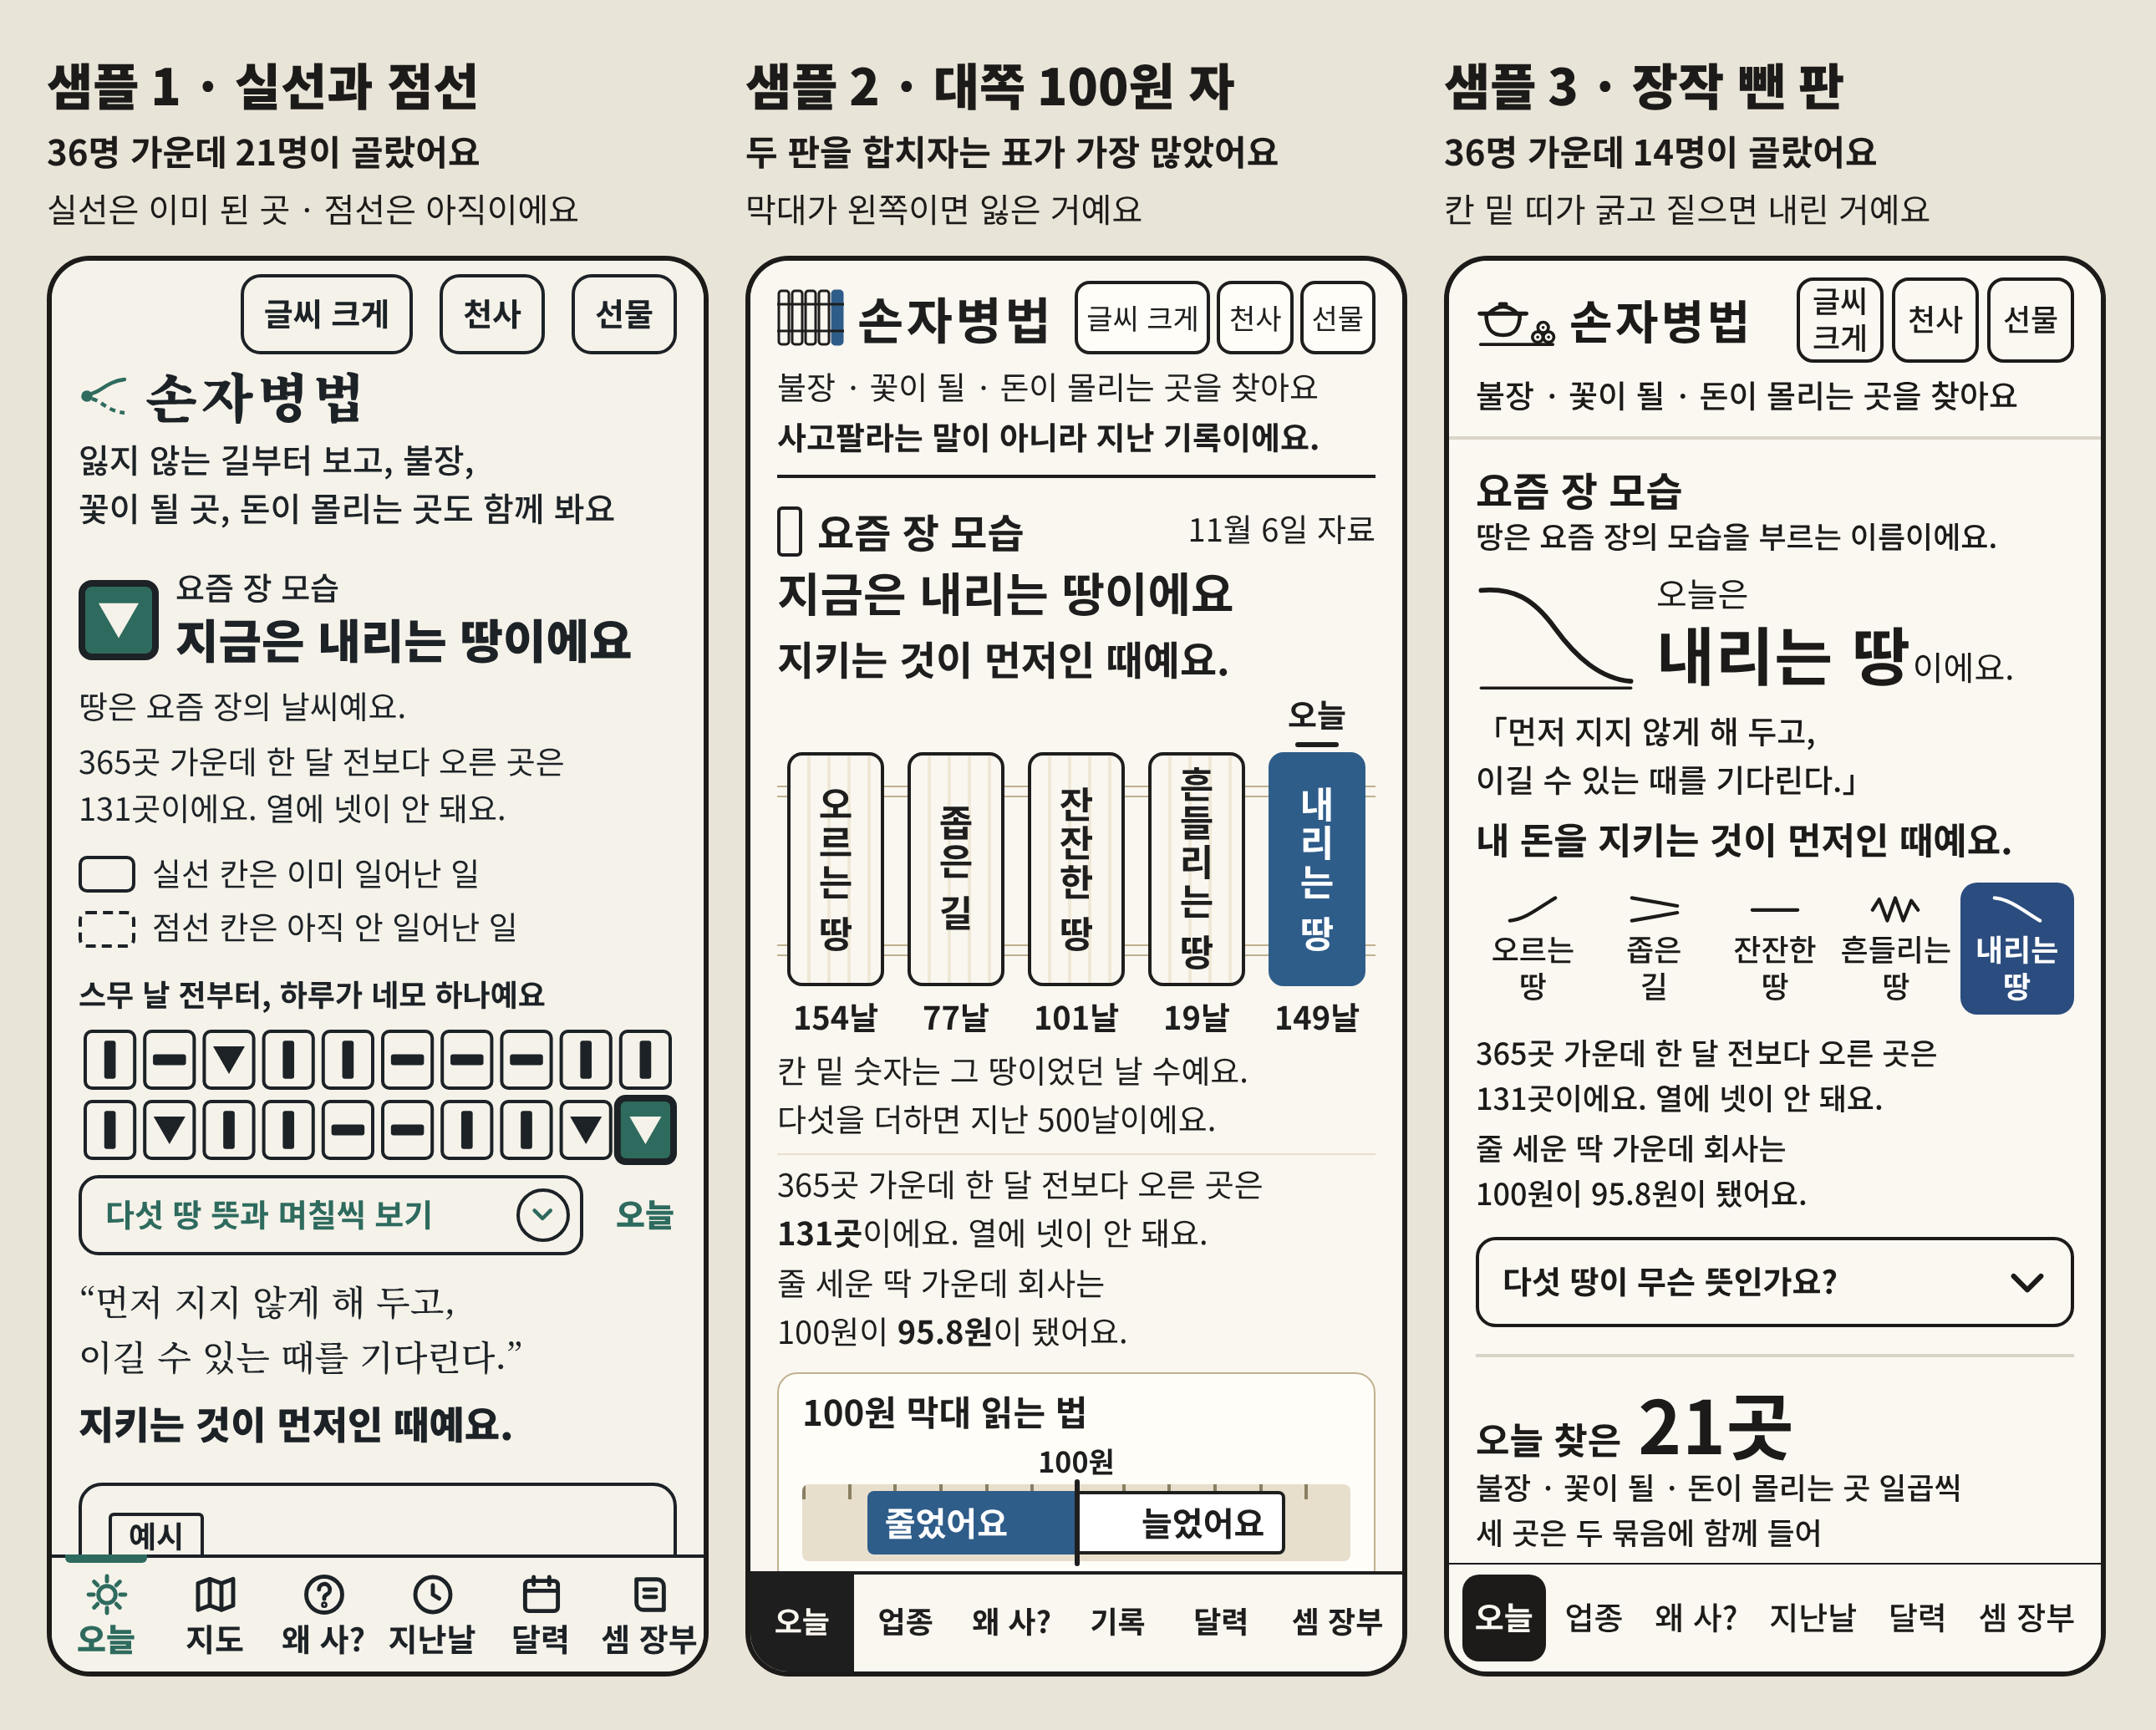 샘플 1 · 실선과 점선
36명 가운데 21명이 골랐어요
실선은 이미 된 곳 · 점선은 아직이에요
글씨 크게
천사
선물
손자병법
잃지 않는 길부터 보고, 불장,
꽃이 될 곳, 돈이 몰리는 곳도 함께 봐요
요즘 장 모습
지금은 내리는 땅이에요
땅은 요즘 장의 날씨예요.
365곳 가운데 한 달 전보다 오른 곳은
131곳이에요. 열에 넷이 안 돼요.
실선 칸은 이미 일어난 일
점선 칸은 아직 안 일어난 일
스무 날 전부터, 하루가 네모 하나예요
다섯 땅 뜻과 며칠씩 보기
오늘
“먼저 지지 않게 해 두고,
이길 수 있는 때를 기다린다.”
지키는 것이 먼저인 때예요.
예시
오늘
지도
왜 사?
지난날
달력
셈 장부
샘플 2 · 대쪽 100원 자
두 판을 합치자는 표가 가장 많았어요
막대가 왼쪽이면 잃은 거예요
손자병법
글씨 크게
천사
선물
불장 · 꽃이 될 · 돈이 몰리는 곳을 찾아요
사고팔라는 말이 아니라 지난 기록이에요.
요즘 장 모습
11월 6일 자료
지금은 내리는 땅이에요
지키는 것이 먼저인 때예요.
오늘
오르는 땅
좁은 길
잔잔한 땅
흔들리는 땅
내리는 땅
154날
77날
101날
19날
149날
칸 밑 숫자는 그 땅이었던 날 수예요.
다섯을 더하면 지난 500날이에요.
365곳 가운데 한 달 전보다 오른 곳은
131곳이에요. 열에 넷이 안 돼요.
줄 세운 딱 가운데 회사는
100원이 95.8원이 됐어요.
100원 막대 읽는 법
100원
줄었어요
늘었어요
오늘
업종
왜 사?
기록
달력
셈 장부
샘플 3 · 장작 뺀 판
36명 가운데 14명이 골랐어요
칸 밑 띠가 굵고 짙으면 내린 거예요
손자병법
글씨
크게
천사
선물
불장 · 꽃이 될 · 돈이 몰리는 곳을 찾아요
요즘 장 모습
땅은 요즘 장의 모습을 부르는 이름이에요.
오늘은
내리는 땅이에요.
「먼저 지지 않게 해 두고,
이길 수 있는 때를 기다린다.」
내 돈을 지키는 것이 먼저인 때예요.
오르는
땅
좁은
길
잔잔한
땅
흔들리는
땅
내리는
땅
365곳 가운데 한 달 전보다 오른 곳은
131곳이에요. 열에 넷이 안 돼요.
줄 세운 딱 가운데 회사는
100원이 95.8원이 됐어요.
다섯 땅이 무슨 뜻인가요?
오늘 찾은 21곳
불장 · 꽃이 될 · 돈이 몰리는 곳 일곱씩
세 곳은 두 묶음에 함께 들어
오늘
업종
왜 사?
지난날
달력
셈 장부